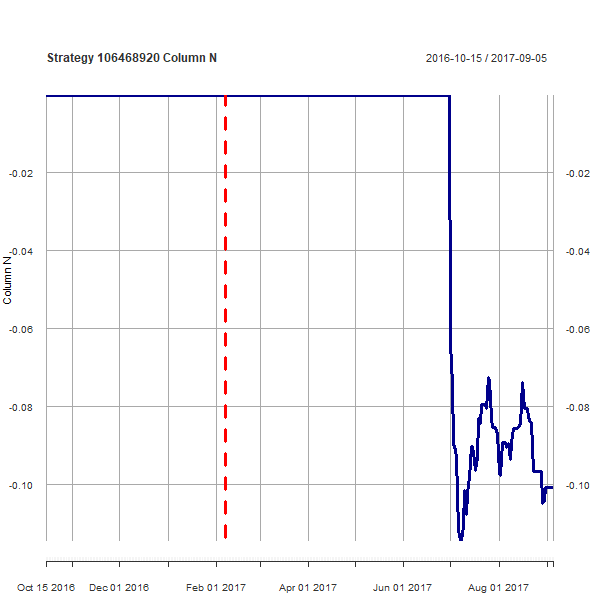 Strategy 106468920 Column N
2016-10-15 / 2017-09-05
-0.02 -0.02
-0.04 -0.04
Column N
-0.06 -0.06
-0.08 -0.08
-0.10 -0.10
Oct 15 2016 Dec 01 2016 Feb 01 2017 Apr 01 2017 Jun 01 2017 Aug 01 2017